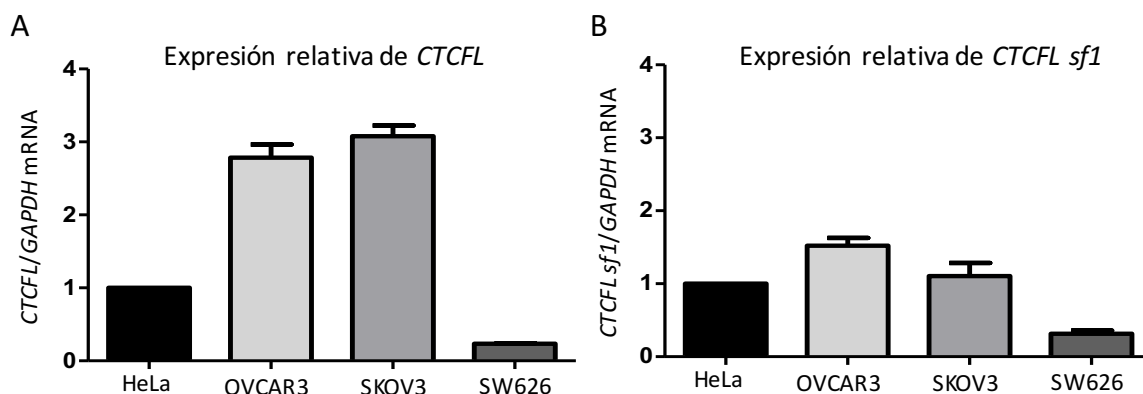 A
Expresión relativa de CTCFL
CTCFL/GAPDH mRNA
4
3
2
1
0
HeLa OVCAR3 SKOV3 SW626
B
Expresión relativa de CTCFL sf1
CTCFL sf1/GAPDH mRNA
4
3
2
1
0
HeLa OVCAR3 SKOV3 SW626